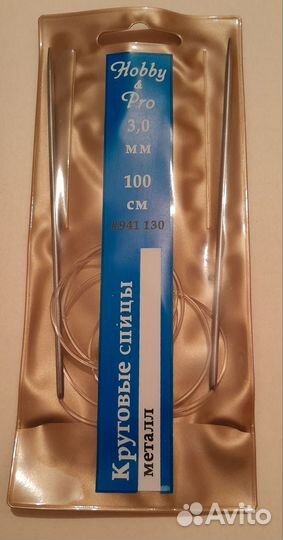 Hobby
&
Pro
3,0
мм
100
см
#941 130
Круговые спицы
металл
Avito